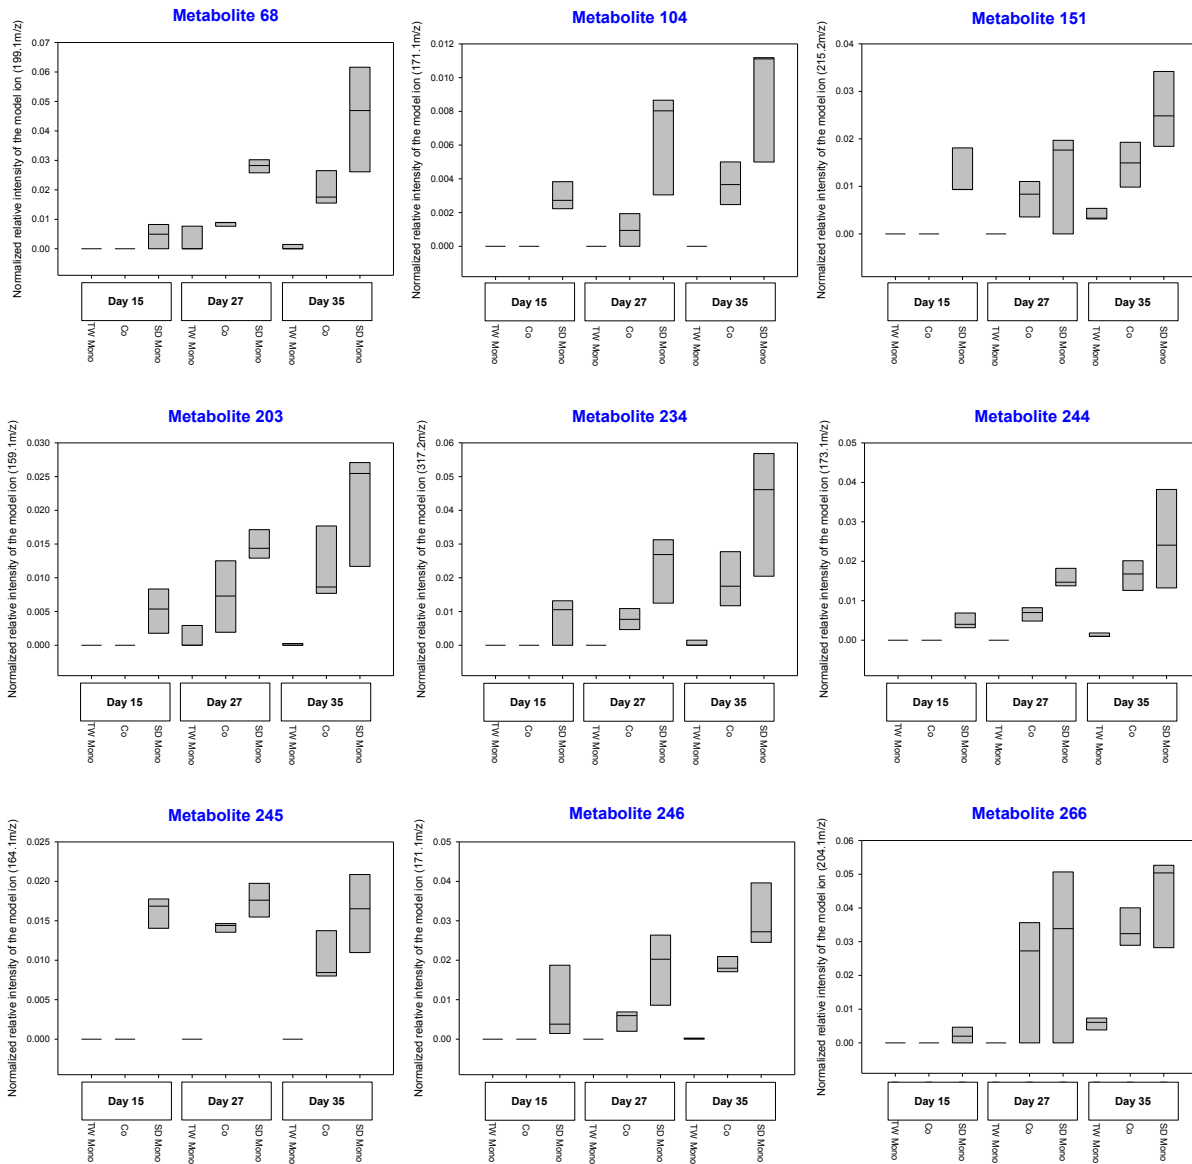 Metabolite 68
Normalized relative intensity of the model ion (199.1m/z)
0.07
0.06
0.05
0.04
0.03
0.02
0.01
0.00
Day 15
Day 27
Day 35
TW Mono
Co
SD Mono
TW Mono
Co
SD Mono
TW Mono
Co
SD Mono
Metabolite 104
Normalized relative intensity of the model ion (171.1m/z)
0.012
0.010
0.008
0.006
0.004
0.002
0.000
Day 15
Day 27
Day 35
TW Mono
Co
SD Mono
TW Mono
Co
SD Mono
TW Mono
Co
SD Mono
Metabolite 151
Normalized relative intensity of the model ion (215.2m/z)
0.04
0.03
0.02
0.01
0.00
Day 15
Day 27
Day 35
TW Mono
Co
SD Mono
TW Mono
Co
SD Mono
TW Mono
Co
SD Mono
Metabolite 203
Normalized relative intensity of the model ion (159.1m/z)
0.030
0.025
0.020
0.015
0.010
0.005
0.000
Day 15
Day 27
Day 35
TW Mono
Co
SD Mono
TW Mono
Co
SD Mono
TW Mono
Co
SD Mono
Metabolite 234
Normalized relative intensity of the model ion (317.2m/z)
0.06
0.05
0.04
0.03
0.02
0.01
0.00
Day 15
Day 27
Day 35
TW Mono
Co
SD Mono
TW Mono
Co
SD Mono
TW Mono
Co
SD Mono
Metabolite 244
Normalized relative intensity of the model ion (173.1m/z)
0.05
0.04
0.03
0.02
0.01
0.00
Day 15
Day 27
Day 35
TW Mono
Co
SD Mono
TW Mono
Co
SD Mono
TW Mono
Co
SD Mono
Metabolite 245
Normalized relative intensity of the model ion (164.1m/z)
0.025
0.020
0.015
0.010
0.005
0.000
Day 15
Day 27
Day 35
TW Mono
Co
SD Mono
TW Mono
Co
SD Mono
TW Mono
Co
SD Mono
Metabolite 246
Normalized relative intensity of the model ion (171.1m/z)
0.05
0.04
0.03
0.02
0.01
0.00
Day 15
Day 27
Day 35
TW Mono
Co
SD Mono
TW Mono
Co
SD Mono
TW Mono
Co
SD Mono
Metabolite 266
Normalized relative intensity of the model ion (204.1m/z)
0.06
0.05
0.04
0.03
0.02
0.01
0.00
Day 15
Day 27
Day 35
TW Mono
Co
SD Mono
TW Mono
Co
SD Mono
TW Mono
Co
SD Mono